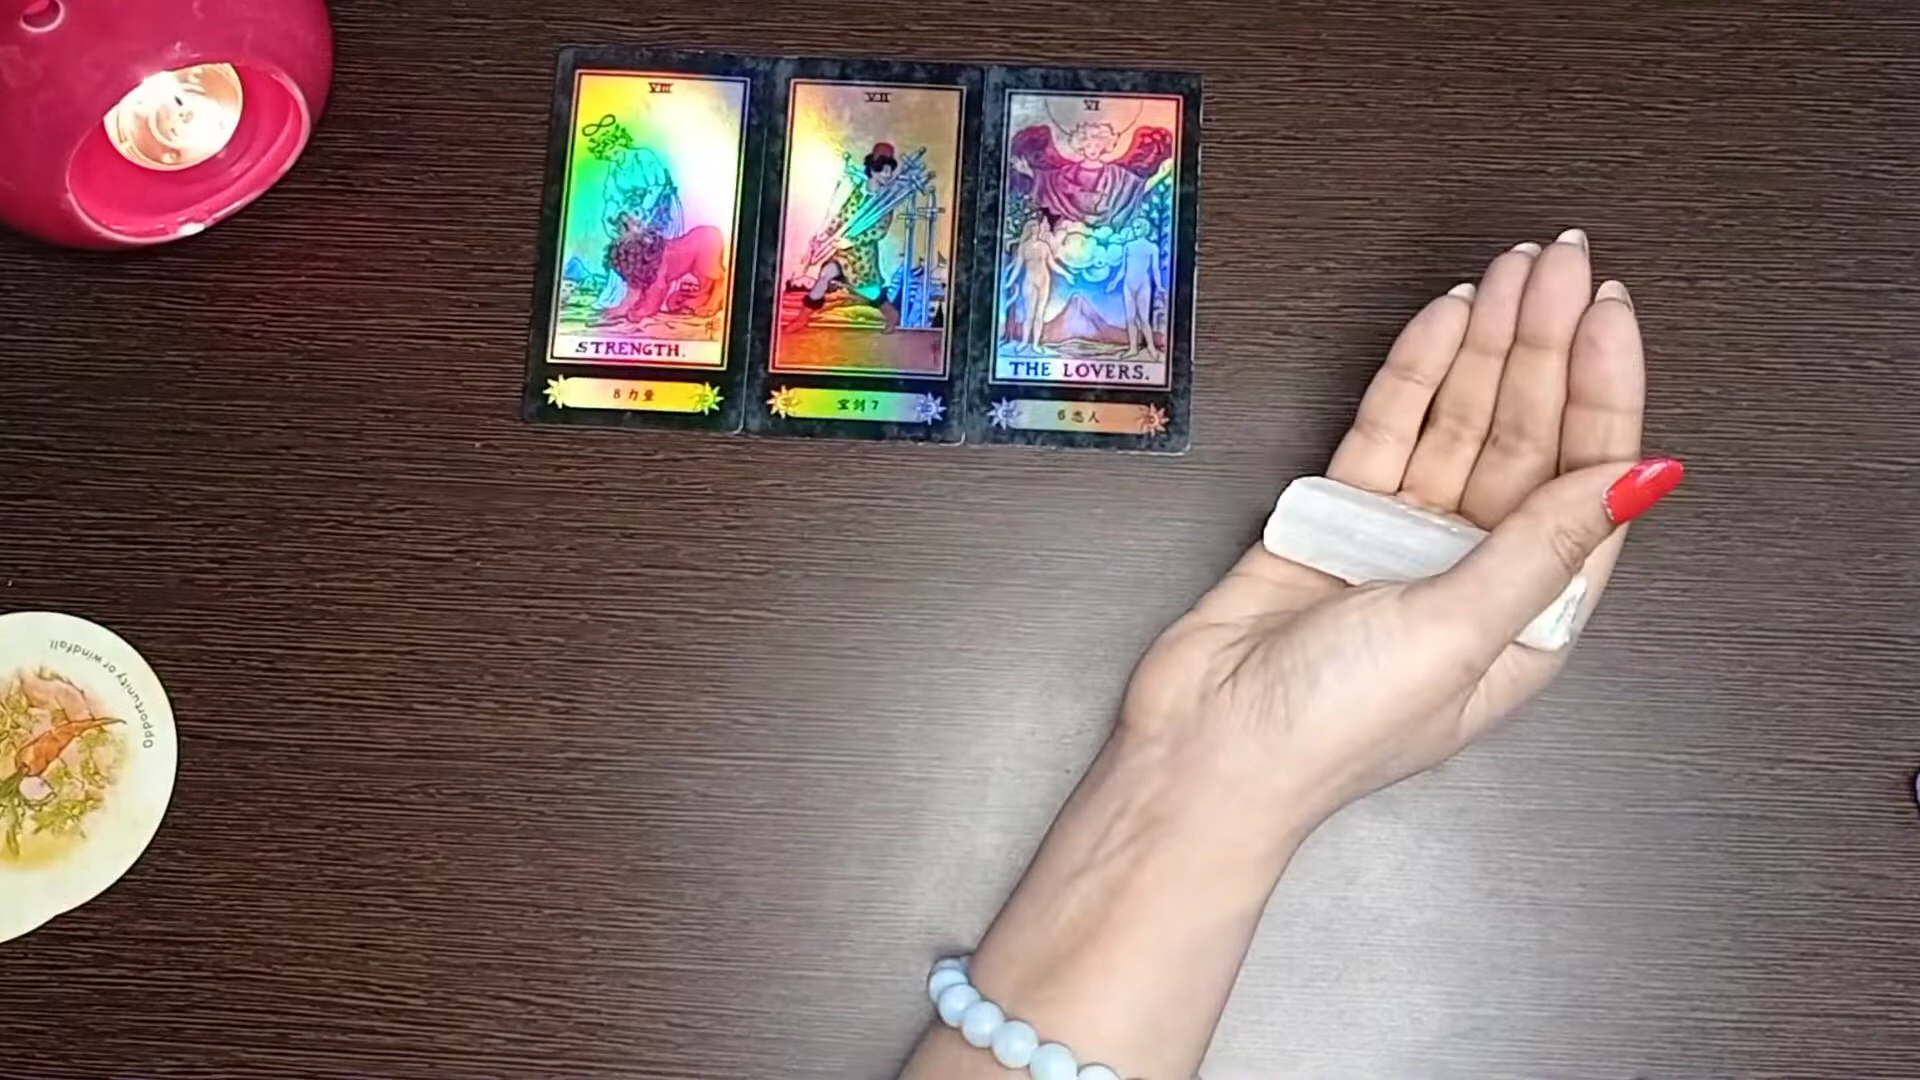 VIII
STRENGTH.
8 力量
VII
宝剑 7
VI
THE LOVERS.
6 恋人
Opportunity or windfall.